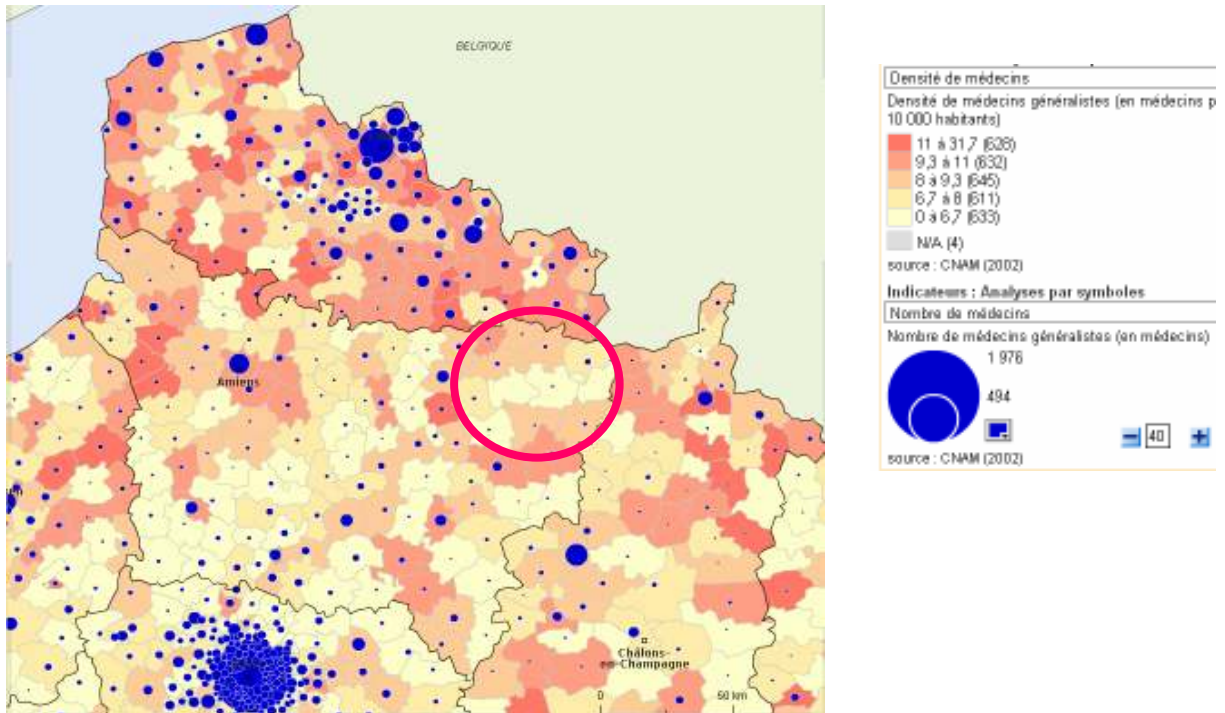 BELGIQUE
Amiens
Châlons-
en-Champagne
0 50 km
Densité de médecins
Densité de médecins généralistes (en médecins p
10 000 habitants)
11 à 31,7 (628)
9,3 à 11 (632)
8 à 9,3 (645)
6,7 à 8 (611)
0 à 6,7 (633)
N/A (4)
source : CNAM (2002)
Indicateurs : Analyses par symboles
Nombre de médecins
Nombre de médecins généralistes (en médecins)
1 976
494
40
source : CNAM (2002)